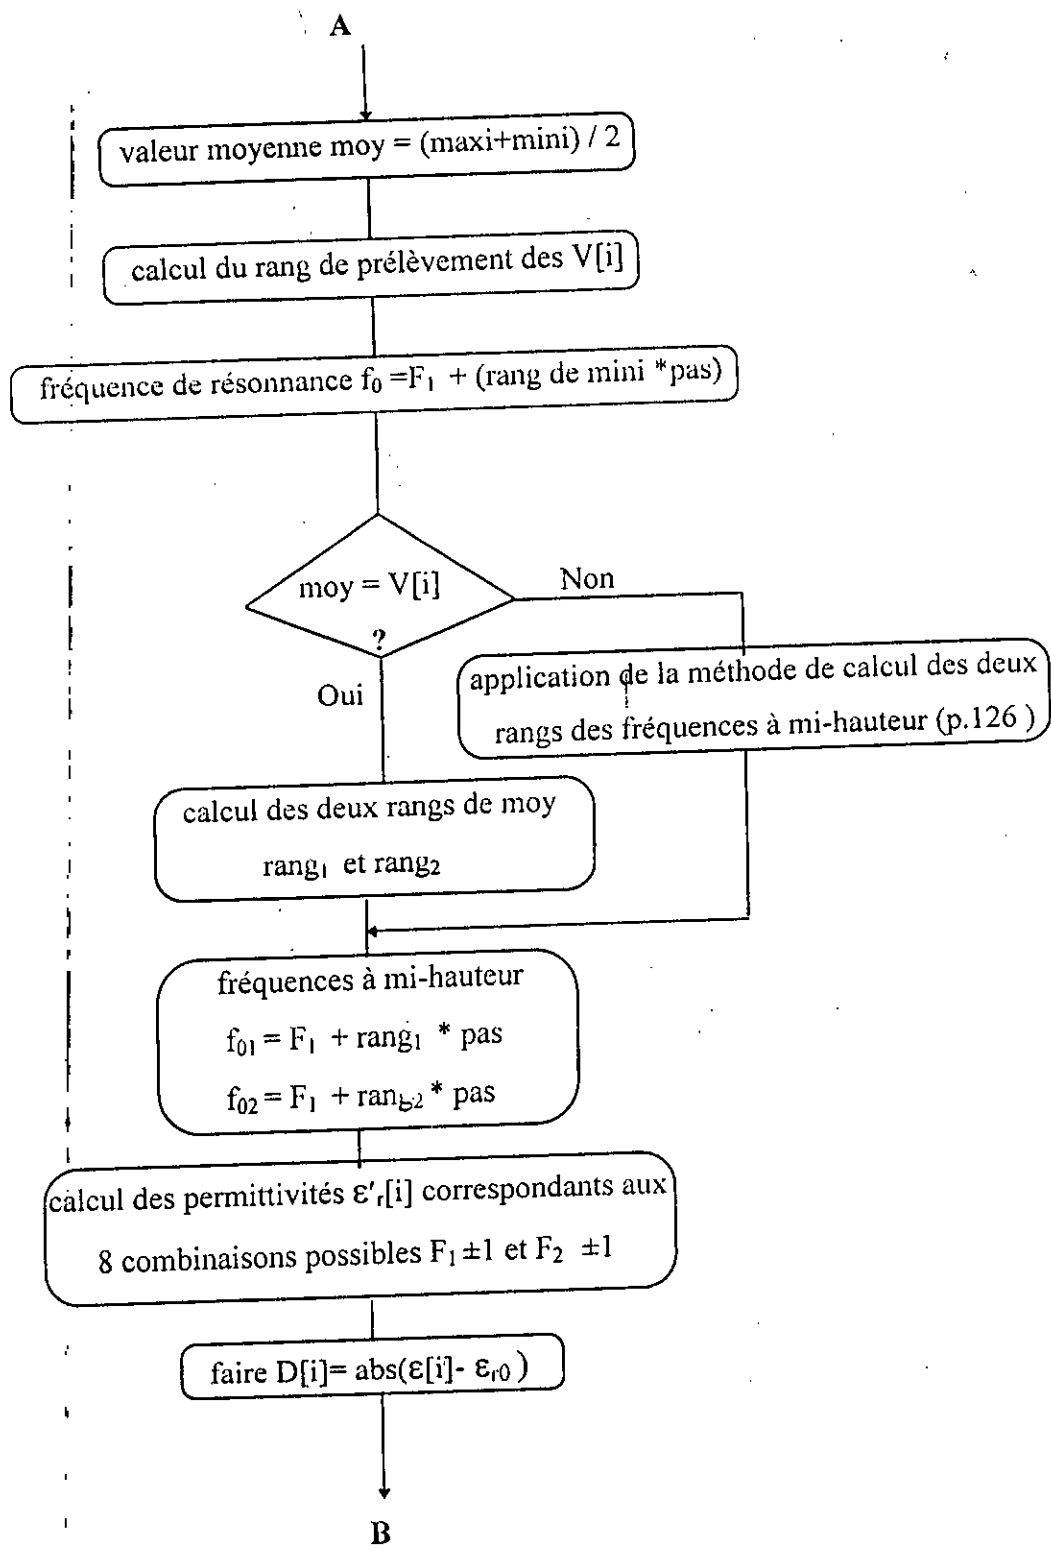 A
valeur moyenne moy = (maxi+mini) / 2
calcul du rang de prélèvement des V[i]
fréquence de résonnance f₀ =F₁ + (rang de mini *pas)
moy = V[i]
?
Non
Oui
application de la méthode de calcul des deux
rangs des fréquences à mi-hauteur (p.126 )
calcul des deux rangs de moy
rang₁ et rang₂
fréquences à mi-hauteur
f₀₁ = F₁ + rang₁ * pas
f₀₂ = F₁ + rang₂ * pas
calcul des permittivités ε'ᵣ[i] correspondants aux
8 combinaisons possibles F₁ ±1 et F₂ ±1
faire D[i]= abs(ε[i]- εᵣ₀ )
B